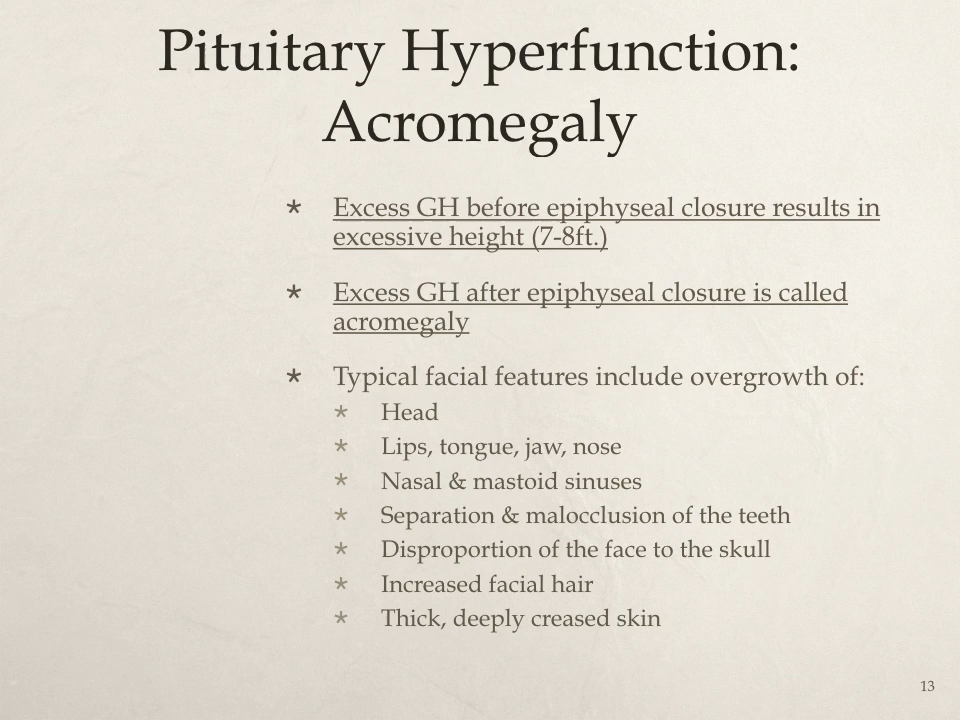 Pituitary Hyperfunction:
Acromegaly
* Excess GH before epiphyseal closure results in
excessive height (7-8ft.)
* Excess GH after epiphyseal closure is called
acromegaly
* Typical facial features include overgrowth of:
* Head
* Lips, tongue, jaw, nose
* Nasal & mastoid sinuses
* Separation & malocclusion of the teeth
* Disproportion of the face to the skull
* Increased facial hair
* Thick, deeply creased skin
13